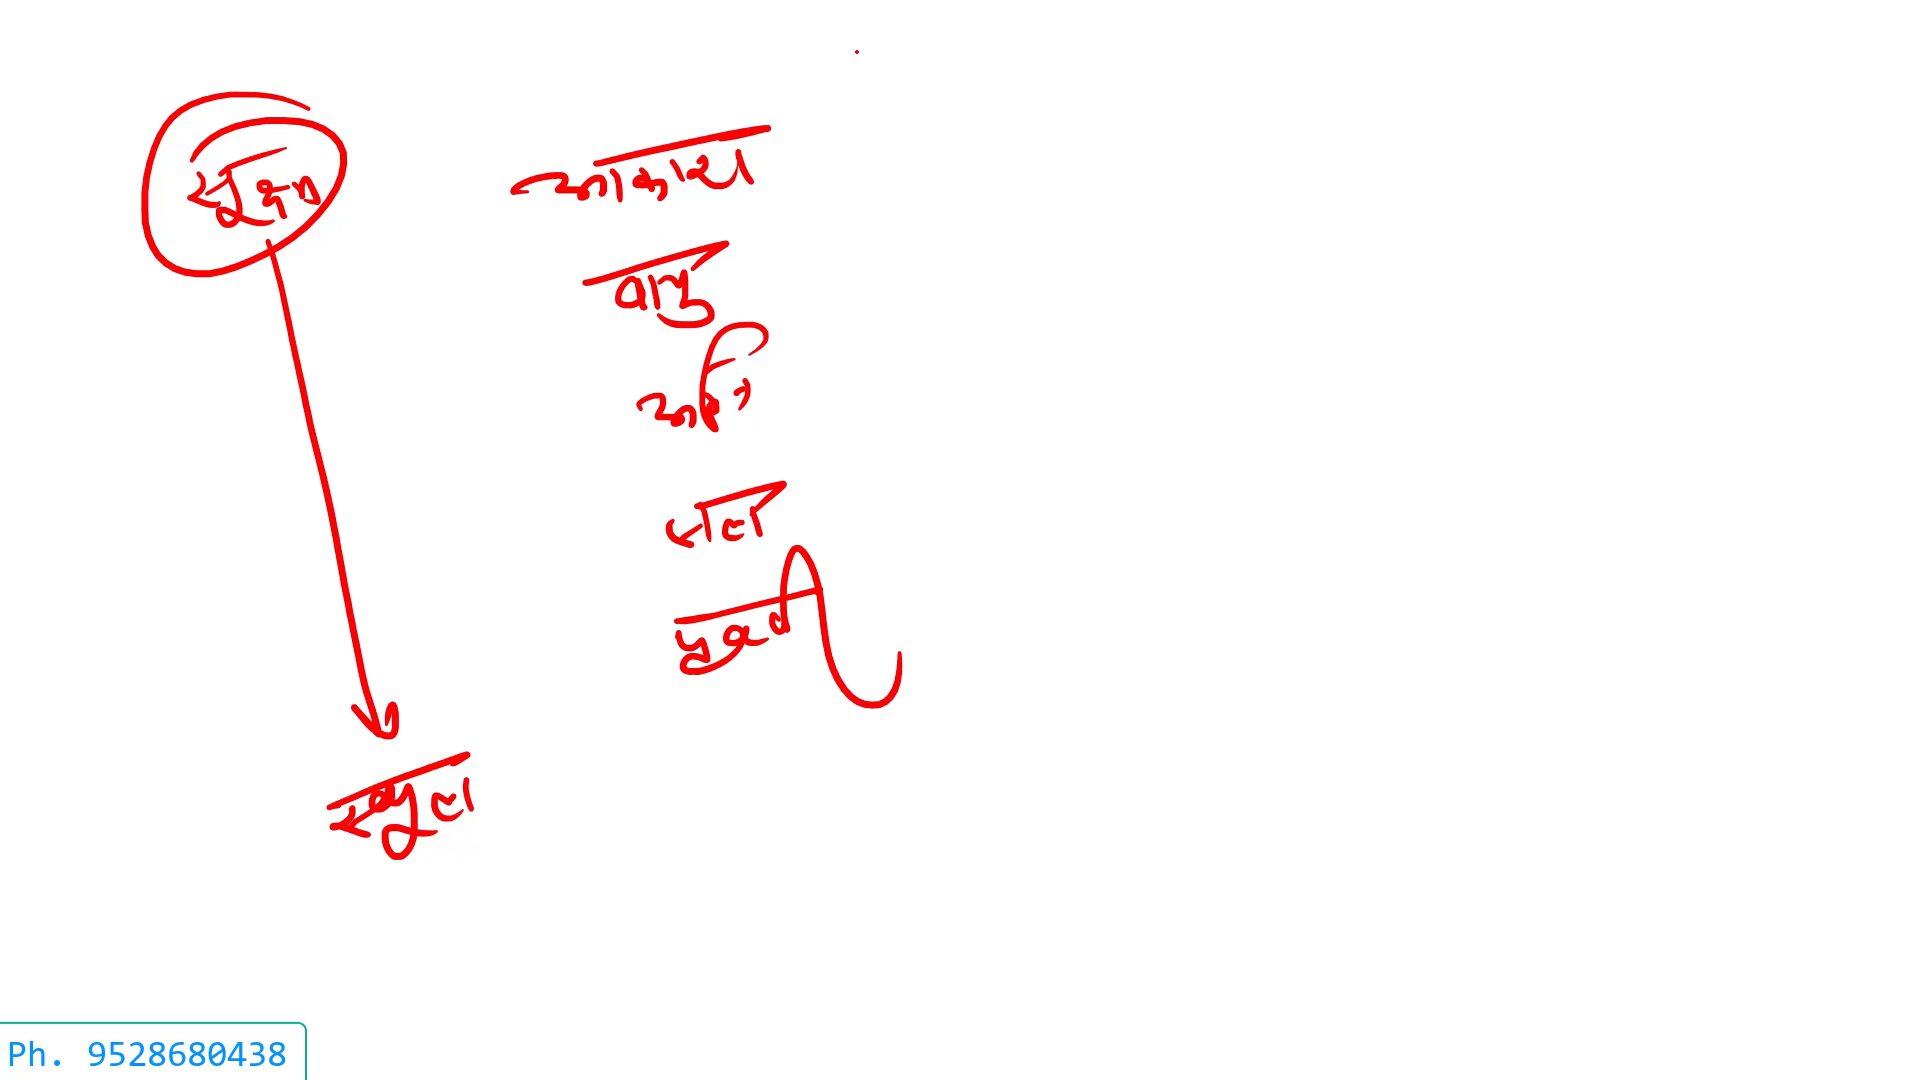 सूक्ष्म
आकाश
वायु
अग्नि
जल
पृथ्वी
स्थूल
Ph. 9528680438